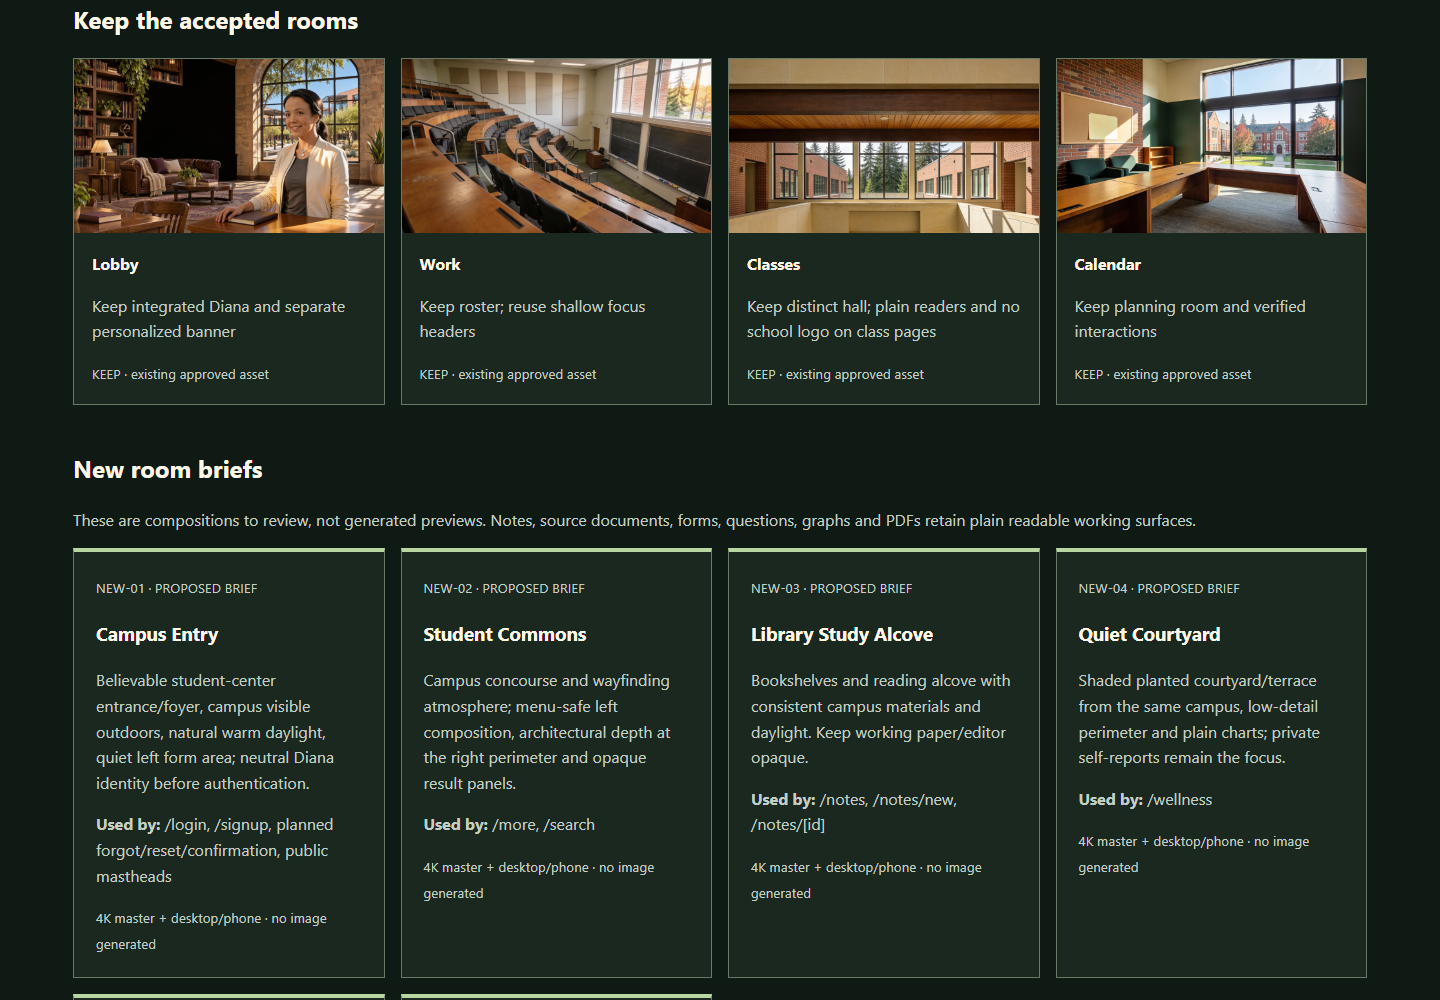 Keep the accepted rooms
Lobby
Keep integrated Diana and separate
personalized banner
KEEP · existing approved asset
Work
Keep roster; reuse shallow focus
headers
KEEP · existing approved asset
Classes
Keep distinct hall; plain readers and no
school logo on class pages
KEEP · existing approved asset
Calendar
Keep planning room and verified
interactions
KEEP · existing approved asset
New room briefs
These are compositions to review, not generated previews. Notes, source documents, forms, questions, graphs and PDFs retain plain readable working surfaces.
NEW-01 · PROPOSED BRIEF
Campus Entry
Believable student-center
entrance/foyer, campus visible
outdoors, natural warm daylight,
quiet left form area; neutral Diana
identity before authentication.
Used by: /login, /signup, planned
forgot/reset/confirmation, public
mastheads
4K master + desktop/phone · no image
generated
NEW-02 · PROPOSED BRIEF
Student Commons
Campus concourse and wayfinding
atmosphere; menu-safe left
composition, architectural depth at
the right perimeter and opaque
result panels.
Used by: /more, /search
4K master + desktop/phone · no image
generated
NEW-03 · PROPOSED BRIEF
Library Study Alcove
Bookshelves and reading alcove with
consistent campus materials and
daylight. Keep working paper/editor
opaque.
Used by: /notes, /notes/new,
/notes/[id]
4K master + desktop/phone · no image
generated
NEW-04 · PROPOSED BRIEF
Quiet Courtyard
Shaded planted courtyard/terrace
from the same campus, low-detail
perimeter and plain charts; private
self-reports remain the focus.
Used by: /wellness
4K master + desktop/phone · no image
generated